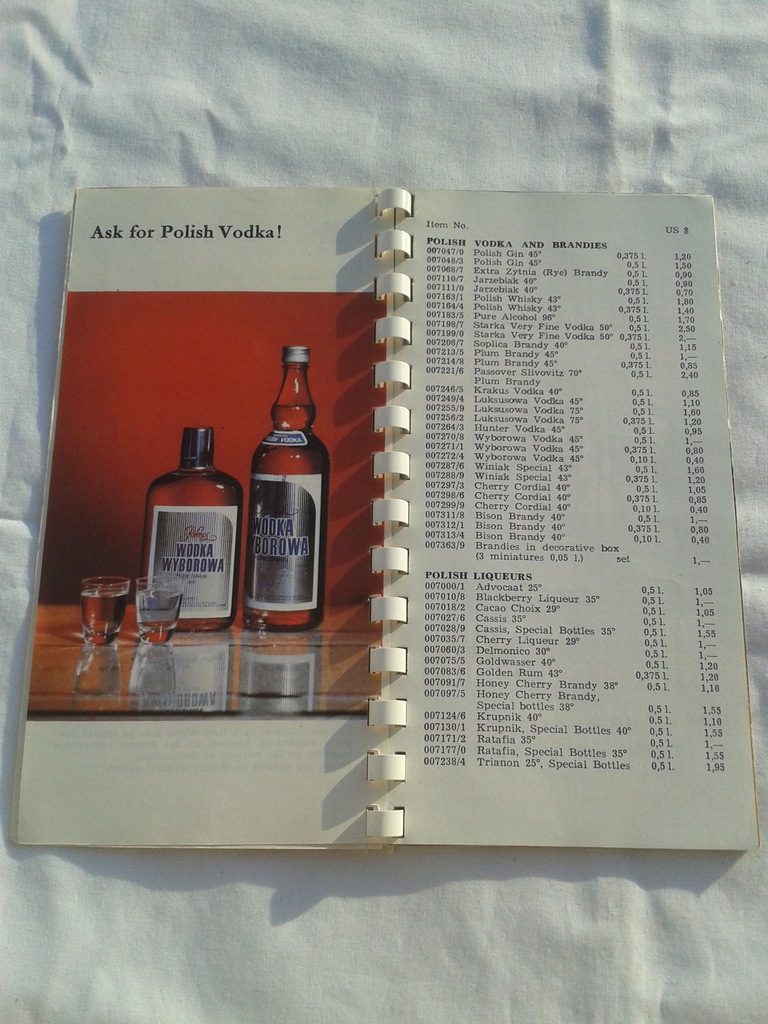 Ask for Polish Vodka!
Kosher
WODKA
WYBOROWA
VODKA
WODKA
WYBOROWA
Item No. US $
POLISH VODKA AND BRANDIES
007047/0 Polish Gin 45° 0,375 l. 1,20
007048/3 Polish Gin 45° 0,5 l. 1,50
007068/7 Extra Zytnia (Rye) Brandy 0,5 l. 0,90
007110/7 Jarzebiak 40° 0,5 l. 0,90
007111/0 Jarzebiak 40° 0,375 l. 0,70
007163/1 Polish Whisky 43° 0,5 l. 1,80
007164/4 Polish Whisky 43° 0,375 l. 1,40
007183/5 Pure Alcohol 96° 0,5 l. 1,70
007198/7 Starka Very Fine Vodka 50° 0,5 l. 2,50
007199/0 Starka Very Fine Vodka 50° 0,375 l. 2,—
007206/7 Soplica Brandy 40° 0,5 l. 1,15
007213/5 Plum Brandy 45° 0,5 l. 1,—
007214/8 Plum Brandy 45° 0,375 l. 0,85
007221/6 Passover Slivovitz 70° 0,5 l. 2,40
Plum Brandy
007246/5 Krakus Vodka 40° 0,5 l. 0,85
007249/4 Luksusowa Vodka 45° 0,5 l. 1,10
007255/9 Luksusowa Vodka 75° 0,5 l. 1,60
007256/2 Luksusowa Vodka 75° 0,375 l. 1,20
007264/3 Hunter Vodka 45° 0,5 l. 0,95
007270/8 Wyborowa Vodka 45° 0,5 l. 1,—
007271/1 Wyborowa Vodka 45° 0,375 l. 0,80
007272/4 Wyborowa Vodka 45° 0,10 l. 0,40
007287/6 Winiak Special 43° 0,5 l. 1,60
007288/9 Winiak Special 43° 0,375 l. 1,20
007297/3 Cherry Cordial 40° 0,5 l. 1,05
007298/6 Cherry Cordial 40° 0,375 l. 0,85
007299/9 Cherry Cordial 40° 0,10 l. 0,40
007311/8 Bison Brandy 40° 0,5 l. 1,—
007312/1 Bison Brandy 40° 0,375 l. 0,80
007313/4 Bison Brandy 40° 0,10 l. 0,40
007363/9 Brandies in decorative box
(3 miniatures 0,05 l.) set 1,—
POLISH LIQUEURS
007000/1 Advocaat 25° 0,5 l. 1,05
007010/8 Blackberry Liqueur 35° 0,5 l. 1,—
007018/2 Cacao Choix 29° 0,5 l. 1,05
007027/6 Cassis 35° 0,5 l. 1,—
007028/9 Cassis, Special Bottles 35° 0,5 l. 1,55
007035/7 Cherry Liqueur 29° 0,5 l. 1,—
007060/3 Delmonico 30° 0,5 l. 1,—
007075/5 Goldwasser 40° 0,5 l. 1,20
007083/6 Golden Rum 43° 0,375 l. 1,20
007091/7 Honey Cherry Brandy 38° 0,5 l. 1,10
007097/5 Honey Cherry Brandy,
Special bottles 38° 0,5 l. 1,55
007124/6 Krupnik 40° 0,5 l. 1,10
007130/1 Krupnik, Special Bottles 40° 0,5 l. 1,55
007171/2 Ratafia 35° 0,5 l. 1,—
007177/0 Ratafia, Special Bottles 35° 0,5 l. 1,55
007238/4 Trianon 25°, Special Bottles 0,5 l. 1,95